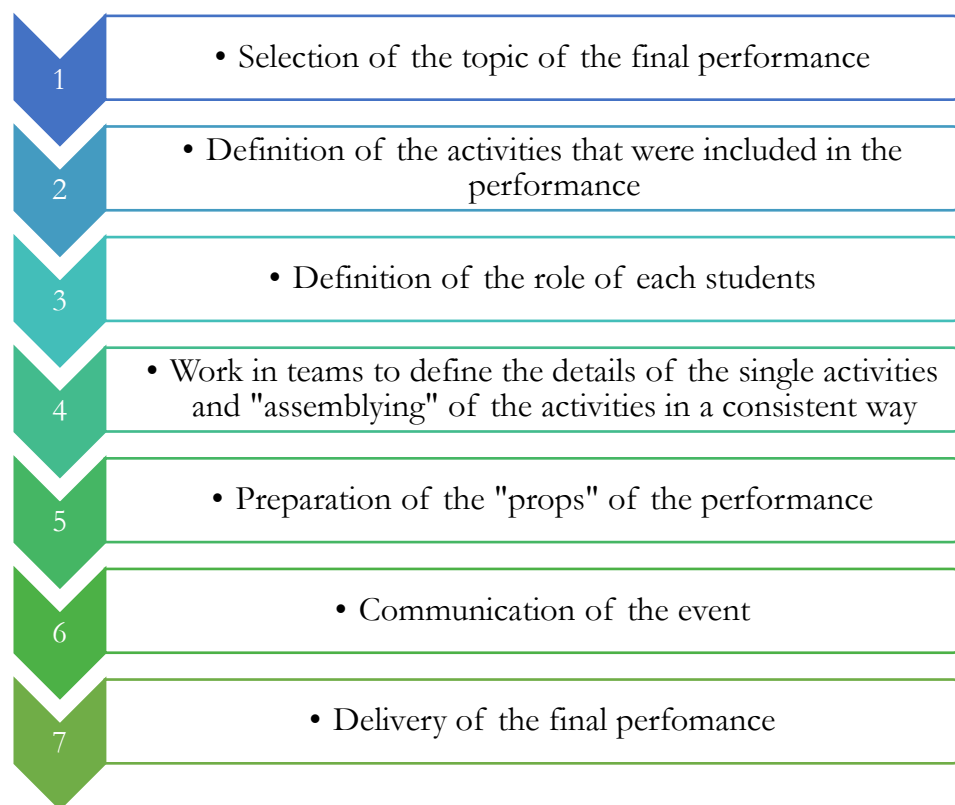 1
• Selection of the topic of the final performance
2
• Definition of the activities that were included in the
performance
3
• Definition of the role of each students
4
• Work in teams to define the details of the single activities
and "assemblying" of the activities in a consistent way
5
• Preparation of the "props" of the performance
6
• Communication of the event
7
• Delivery of the final perfomance